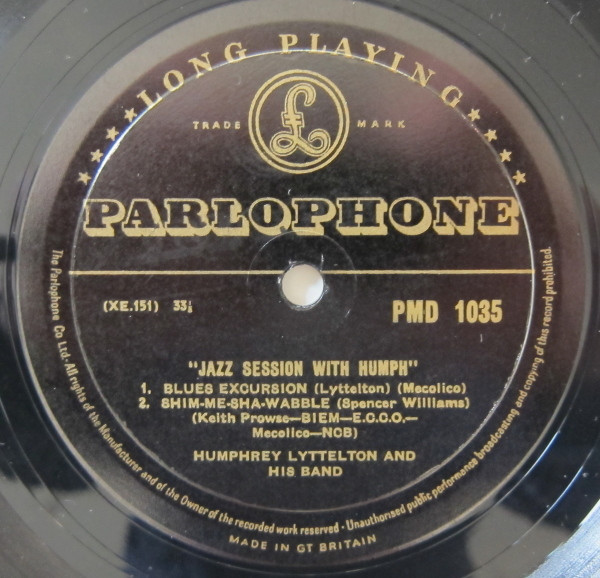 ★★★★★ LONG PLAYING ★★★★★
TRADE £ MARK
PARLOPHONE
(XE.151) 33⅓
PMD 1035
"JAZZ SESSION WITH HUMPH"
1. BLUES EXCURSION (Lyttelton) (Mecolico)
2. SHIM-ME-SHA-WABBLE (Spencer Williams)
(Keith Prowse—BIEM—E.C.C.O.—
Mecolico—NCB)
HUMPHREY LYTTELTON AND
HIS BAND
The Parlophone Co Ltd· All rights of the Manufacturer and of the Owner of the recorded work reserved · Unauthorised public performance broadcasting and copying of this record prohibited.
MADE IN GT BRITAIN